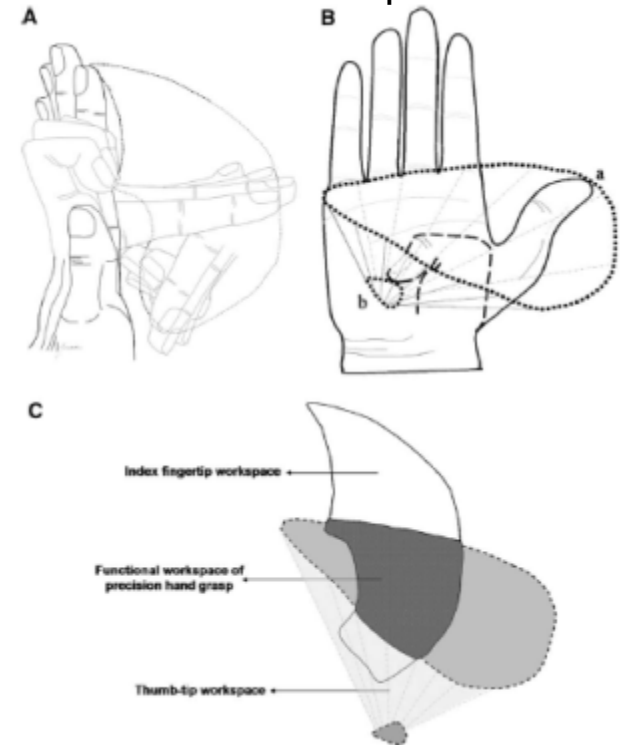 A
B
a
b
C
Index fingertip workspace
Functional workspace of
precision hand grasp
Thumb-tip workspace